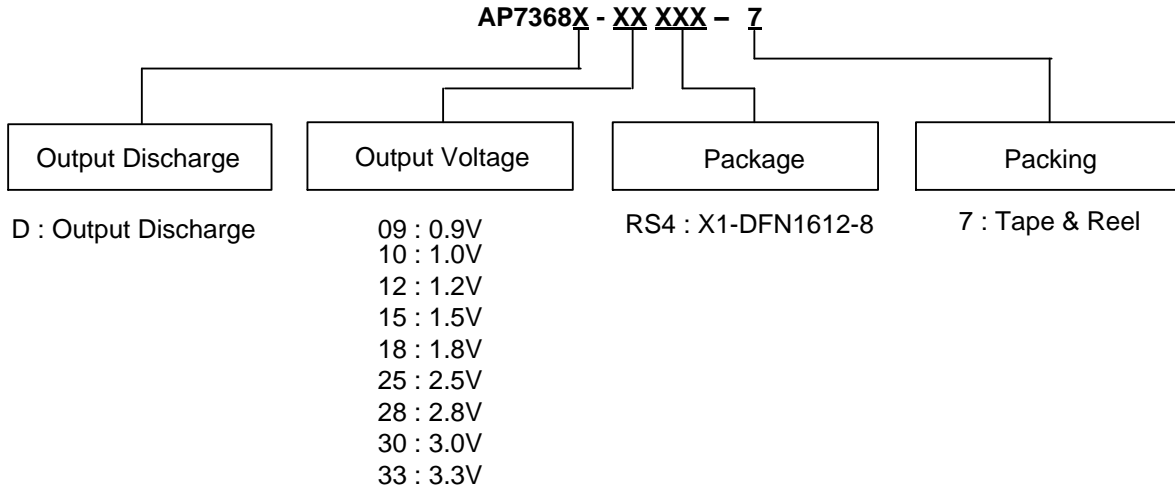 AP7368X - XX XXX – 7
Output Discharge
Output Voltage
Package
Packing
D : Output Discharge
09 : 0.9V
10 : 1.0V
12 : 1.2V
15 : 1.5V
18 : 1.8V
25 : 2.5V
28 : 2.8V
30 : 3.0V
33 : 3.3V
RS4 : X1-DFN1612-8
7 : Tape & Reel